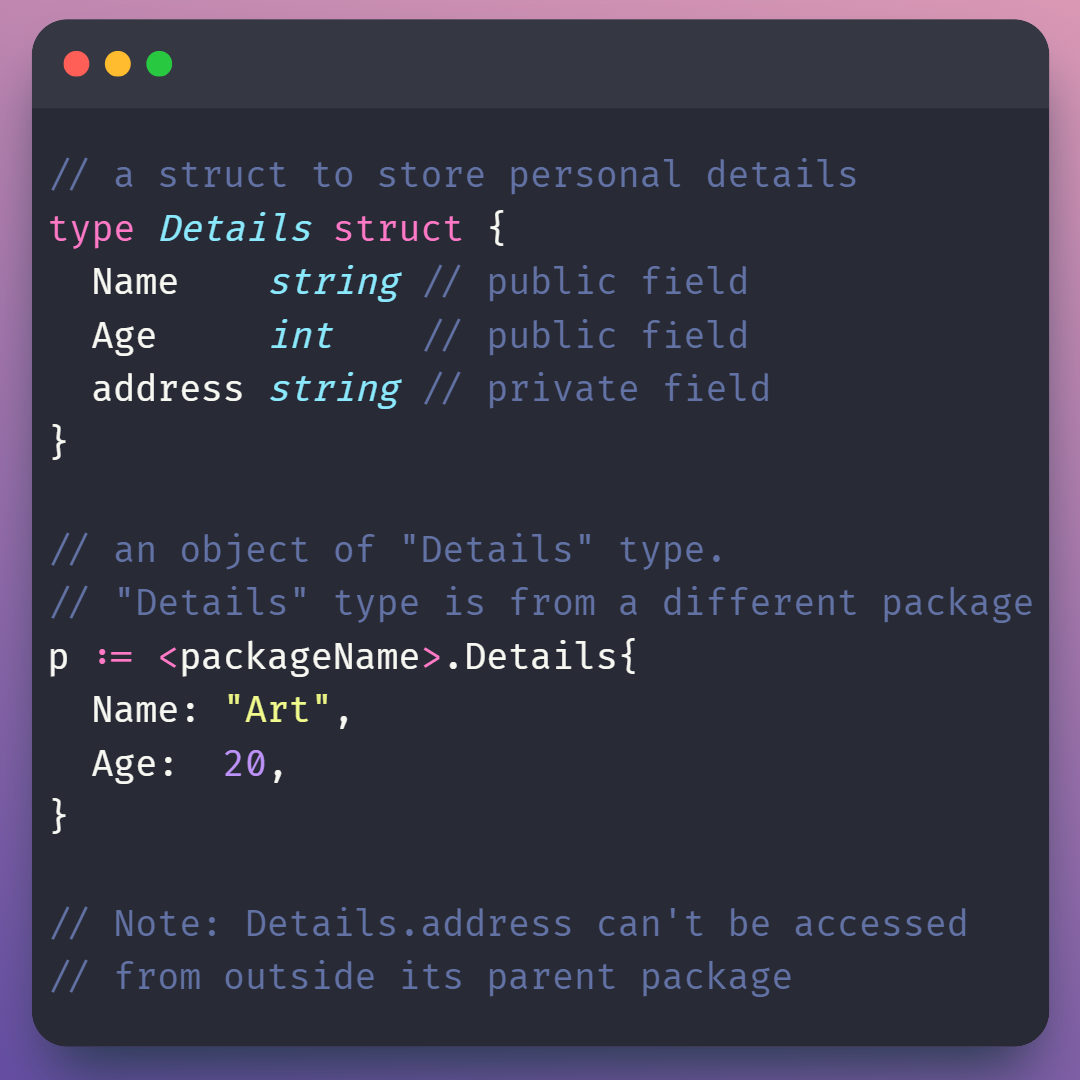 // a struct to store personal details
type Details struct {
  Name    string // public field
  Age     int    // public field
  address string // private field
}

// an object of "Details" type.
// "Details" type is from a different package
p := <packageName>.Details{
  Name: "Art",
  Age:  20,
}

// Note: Details.address can't be accessed
// from outside its parent package